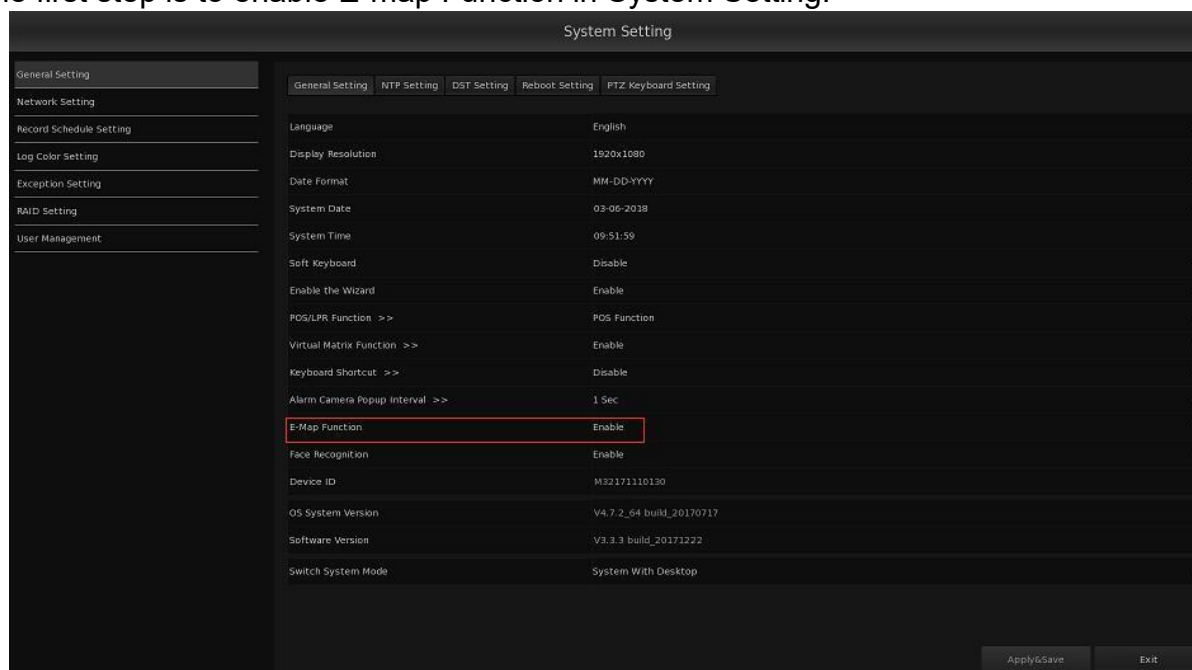 first step is to enable E-map Function in System Setting.
System Setting
General Setting
Network Setting
Record Schedule Setting
Log Color Setting
Exception Setting
RAID Setting
User Management
General Setting NTP Setting DST Setting Reboot Setting PTZ Keyboard Setting
Language English
Display Resolution 1920x1080
Date Format MM-DD-YYYY
System Date 03-06-2018
System Time 09:51:59
Soft Keyboard Disable
Enable the Wizard Enable
POS/LPR Function >> POS Function
Virtual Matrix Function >> Enable
Keyboard Shortcut >> Disable
Alarm Camera Popup Interval >> 1 Sec
E-Map Function Enable
Face Recognition Enable
Device ID M32171110130
OS System Version V4.7.2_64 build_20170717
Software Version V3.3.3 build_20171222
Switch System Mode System With Desktop
Apply&Save Exit